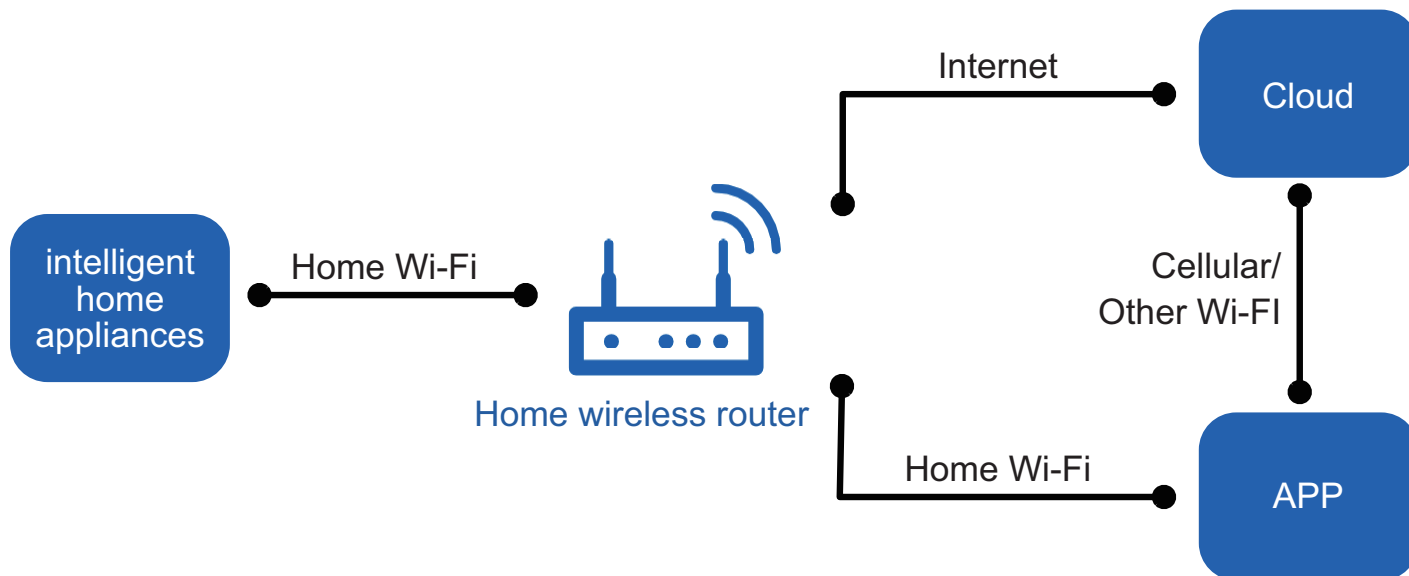 Internet
Cloud
intelligent
home
appliances
Home Wi-Fi
Cellular/
Other Wi-FI
Home wireless router
Home Wi-Fi
APP